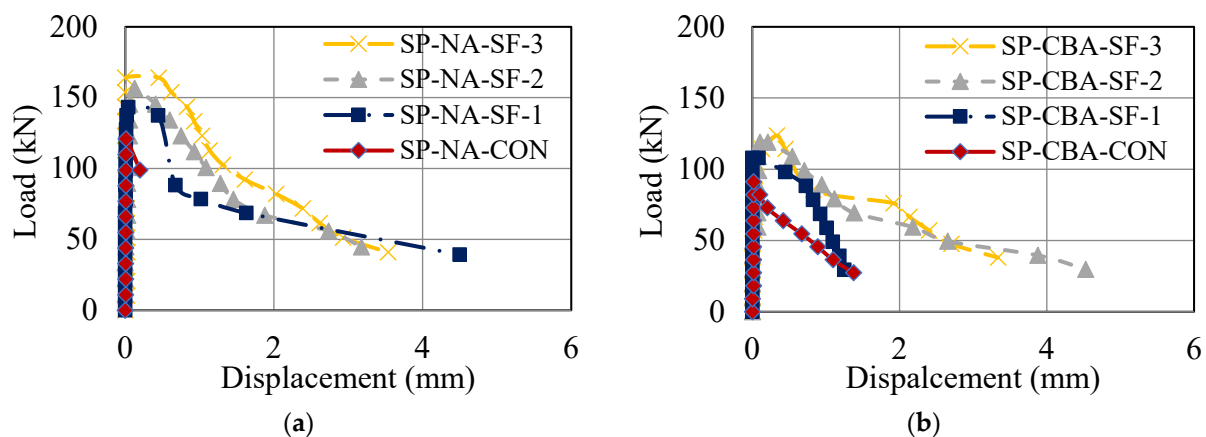 200
150
100
50
0
Load (kN)
SP-NA-SF-3
SP-NA-SF-2
SP-NA-SF-1
SP-NA-CON
0 2 4 6
Displacement (mm)
(a)
200
150
100
50
0
Load (kN)
SP-CBA-SF-3
SP-CBA-SF-2
SP-CBA-SF-1
SP-CBA-CON
0 2 4 6
Dispalcement (mm)
(b)